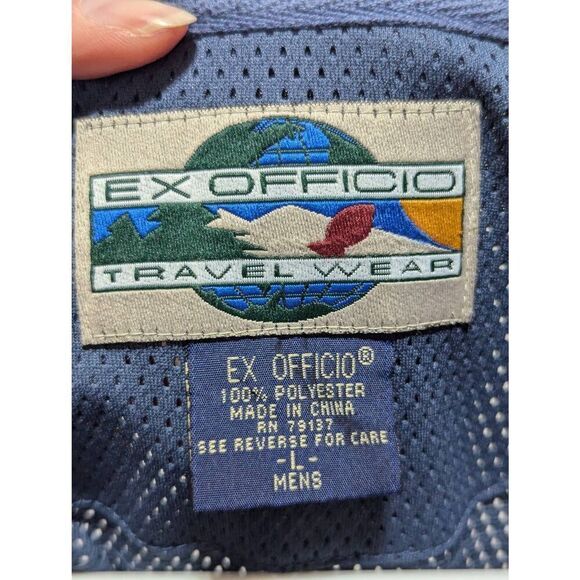 EX OFFICIO
TRAVEL WEAR
EX OFFICIO®
100% POLYESTER
MADE IN CHINA
RN 79137
SEE REVERSE FOR CARE
-L-
MENS